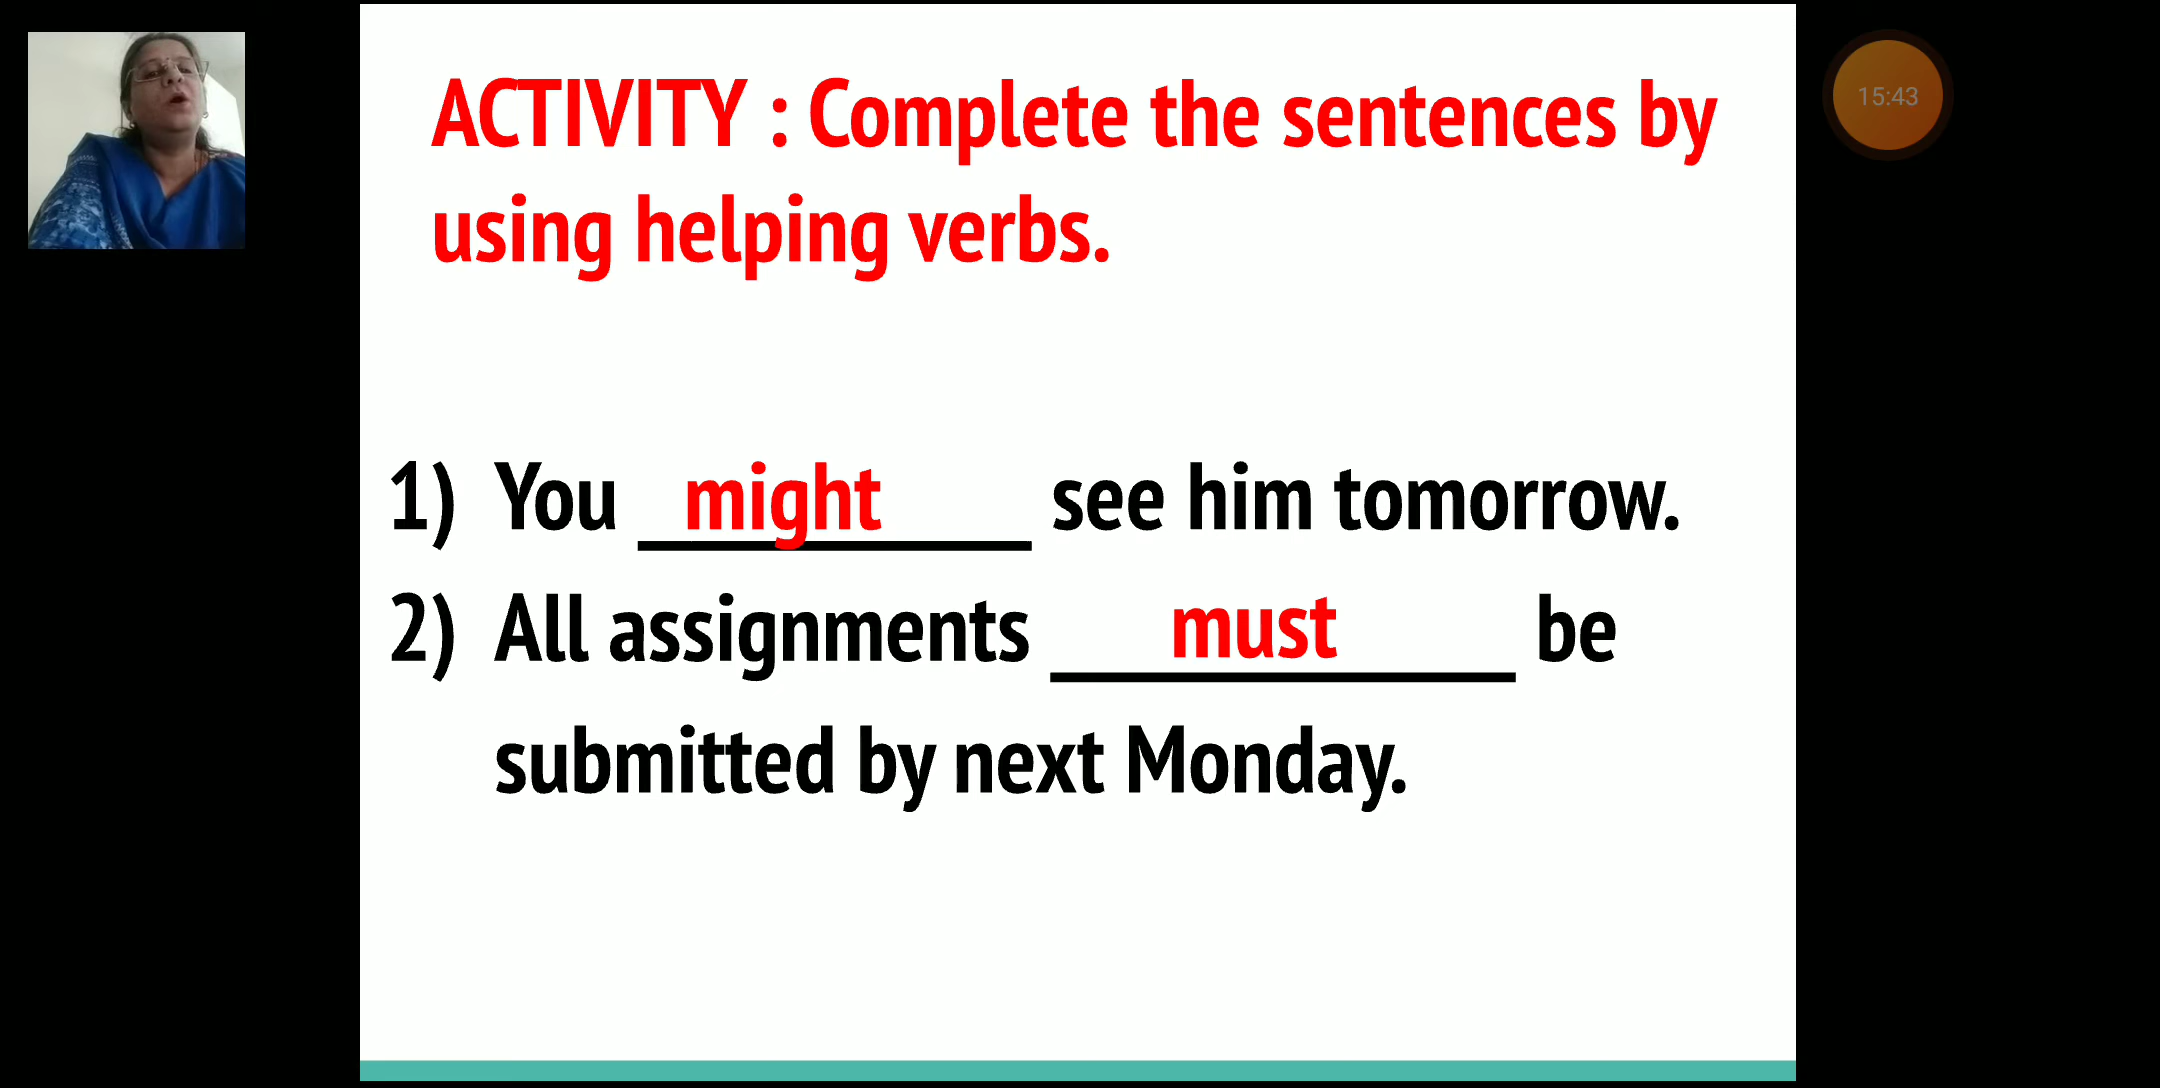 ACTIVITY : Complete the sentences by
using helping verbs.
15:43
1) You might see him tomorrow.
2) All assignments must be
submitted by next Monday.